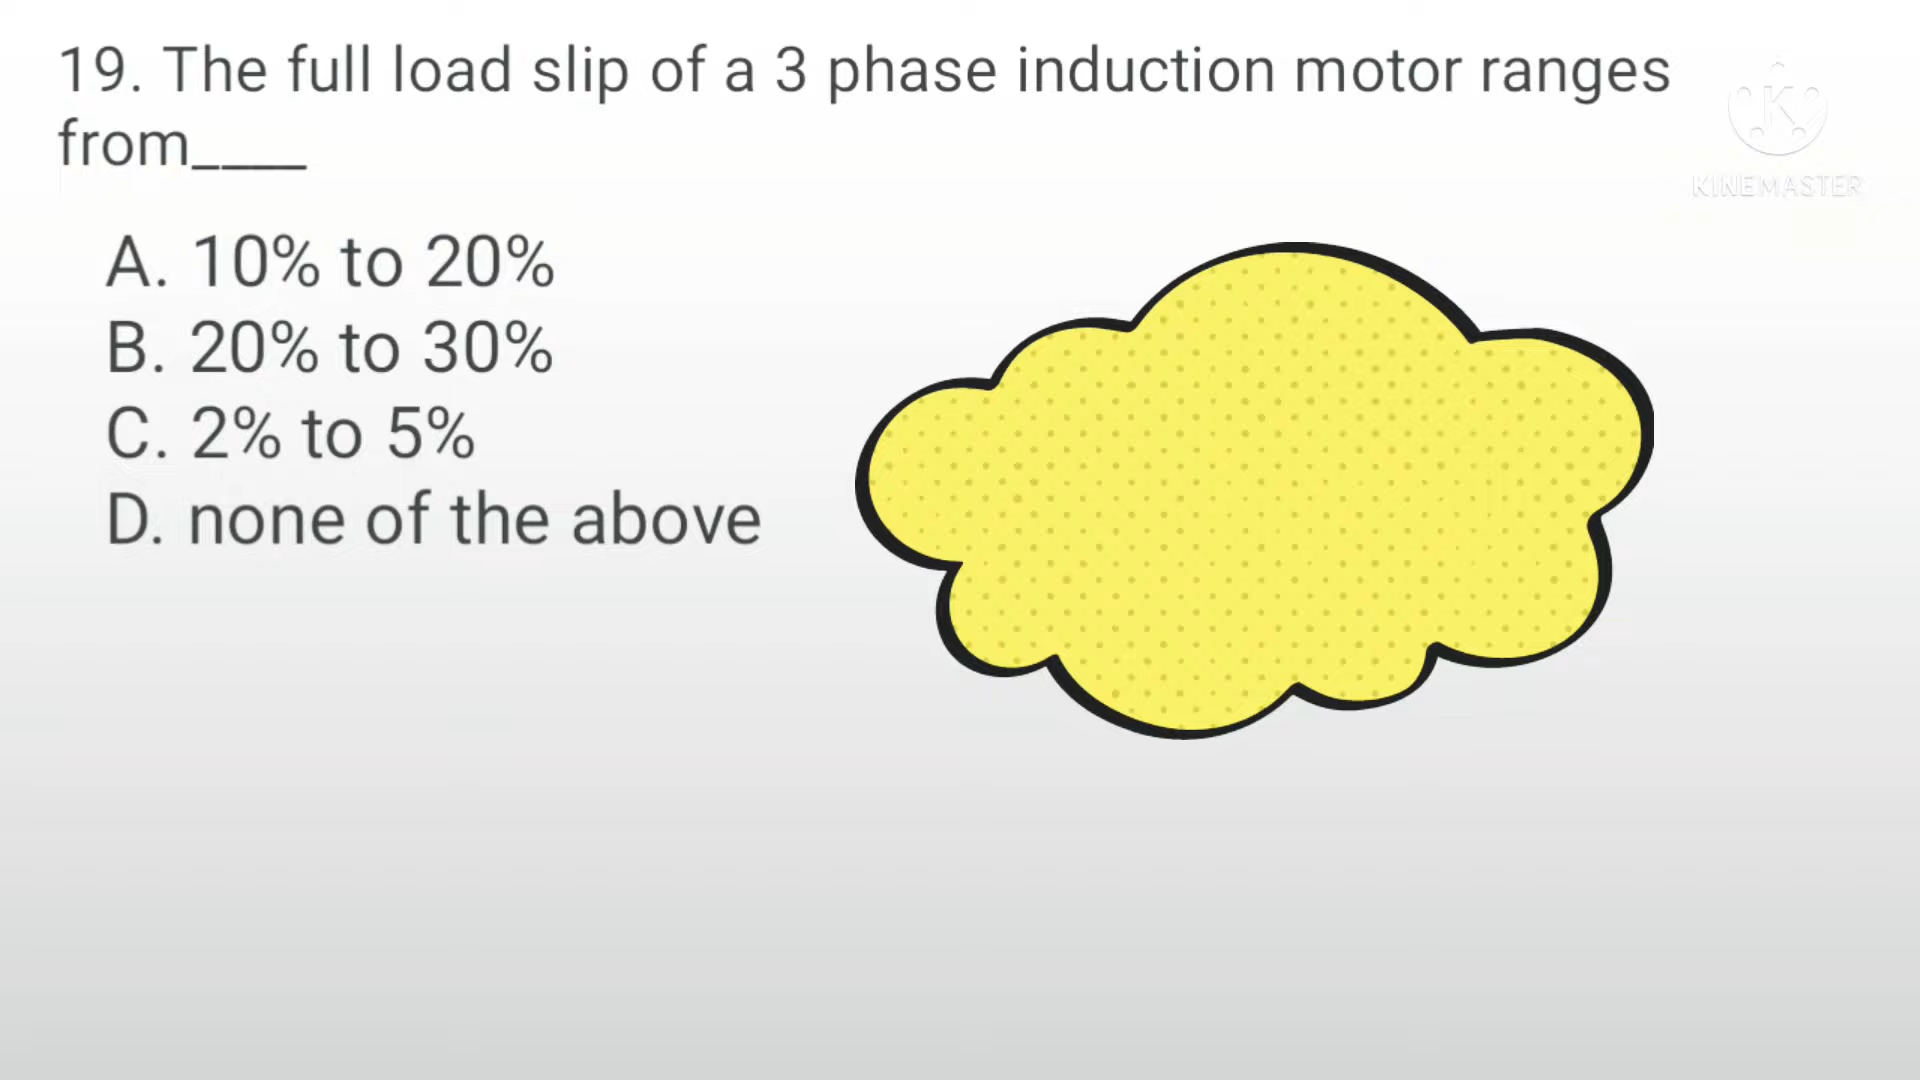 19. The full load slip of a 3 phase induction motor ranges
from____
A. 10% to 20%
B. 20% to 30%
C. 2% to 5%
D. none of the above
K
KINEMASTER